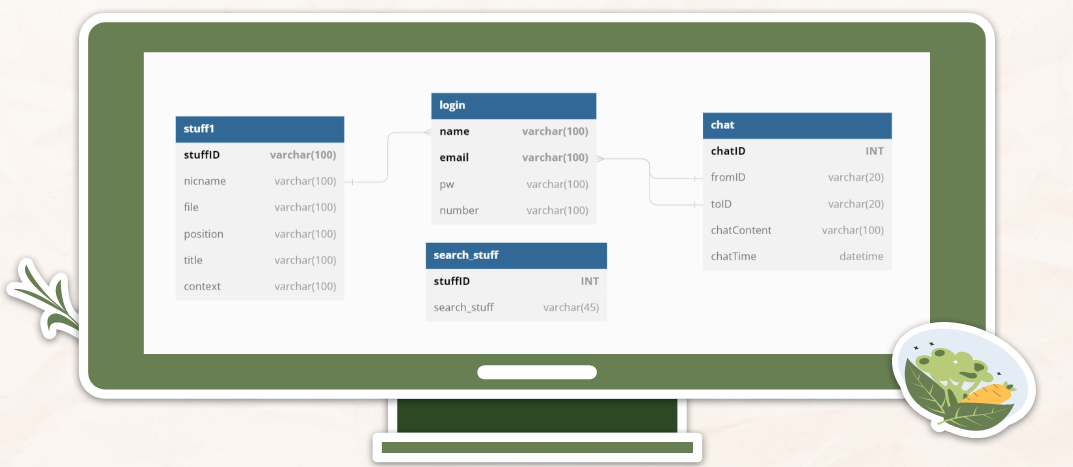 stuff1
stuffID varchar(100)
nicname varchar(100)
file varchar(100)
position varchar(100)
title varchar(100)
context varchar(100)
login
name varchar(100)
email varchar(100)
pw varchar(100)
number varchar(100)
search_stuff
stuffID INT
search_stuff varchar(45)
chat
chatID INT
fromID varchar(20)
toID varchar(20)
chatContent varchar(100)
chatTime datetime